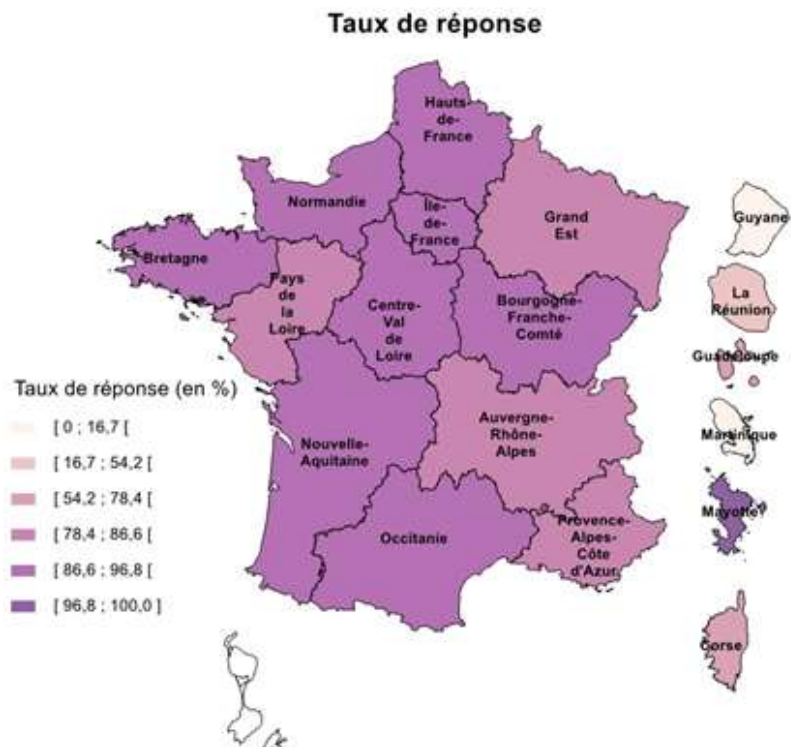 Taux de réponse
Hauts-
de-
France
Normandie
Île-
de-
France
Grand
Est
Guyane
Bretagne
Pays
de
la
Loire
Centre-
Val
de
Loire
Bourgogne-
Franche-
Comté
La
Réunion
Guadeloupe
Taux de réponse (en %)
[ 0 ; 16,7 [
[ 16,7 ; 54,2 [
[ 54,2 ; 78,4 [
[ 78,4 ; 86,6 [
[ 86,6 ; 96,8 [
[ 96,8 ; 100,0 ]
Nouvelle-
Aquitaine
Auvergne-
Rhône-
Alpes
Martinique
Mayotte
Occitanie
Provence-
Alpes-
Côte
d'Azur
Corse